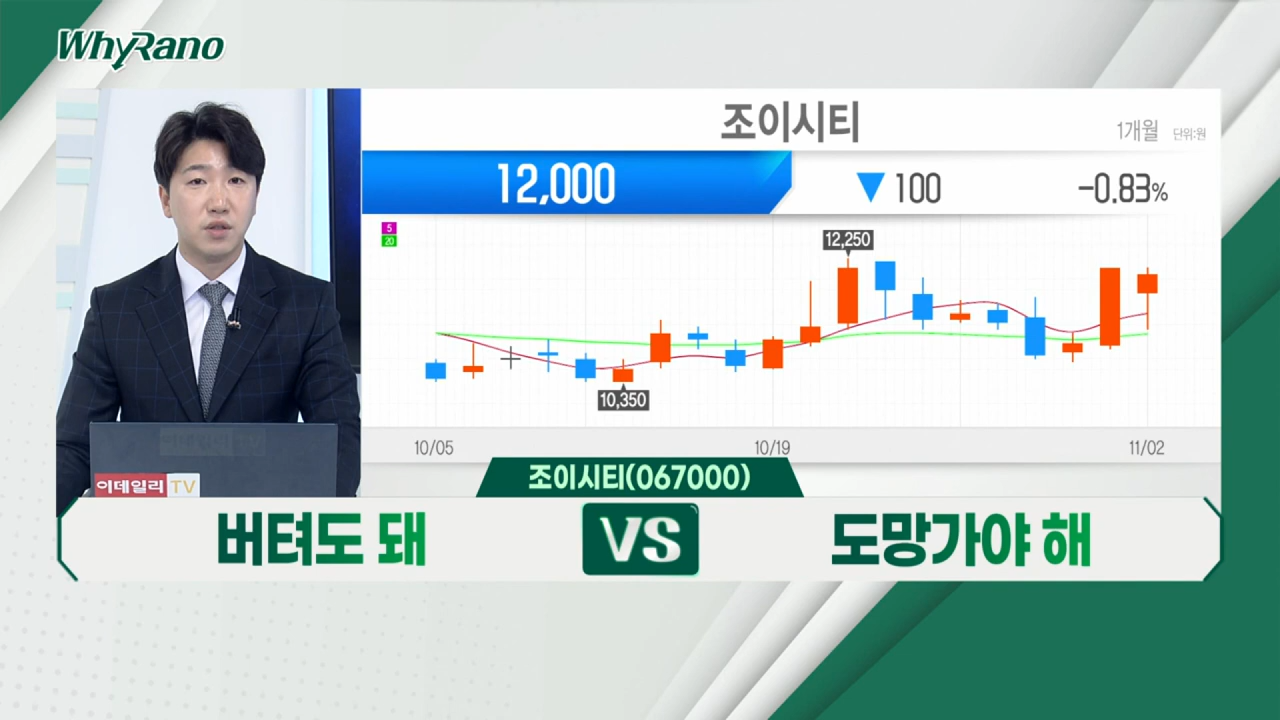 WhyRano
조이시티
1개월 단위:원
12,000 ▼ 100 -0.83%
5
20
12,250
10,350
10/05 10/19 11/02
이데일리 TV
조이시티(067000)
버텨도 돼 VS 도망가야 해